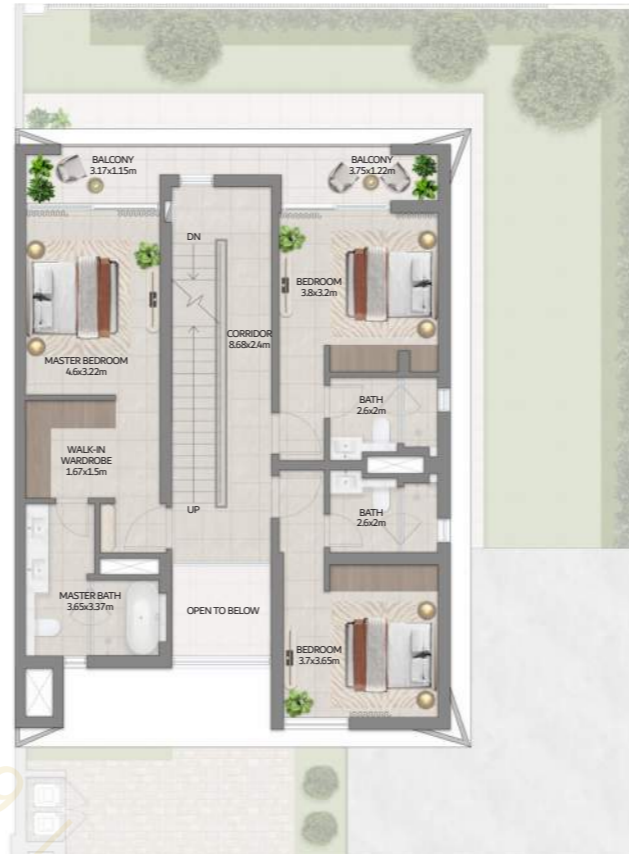 BALCONY
3.17x1.15m
BALCONY
3.75x1.22m
DN
BEDROOM
3.8x3.2m
CORRIDOR
8.68x2.4m
MASTER BEDROOM
4.6x3.22m
BATH
2.6x2m
WALK-IN
WARDROBE
1.67x1.5m
UP
BATH
2.6x2m
MASTER BATH
3.65x3.37m
OPEN TO BELOW
BEDROOM
3.7x3.65m